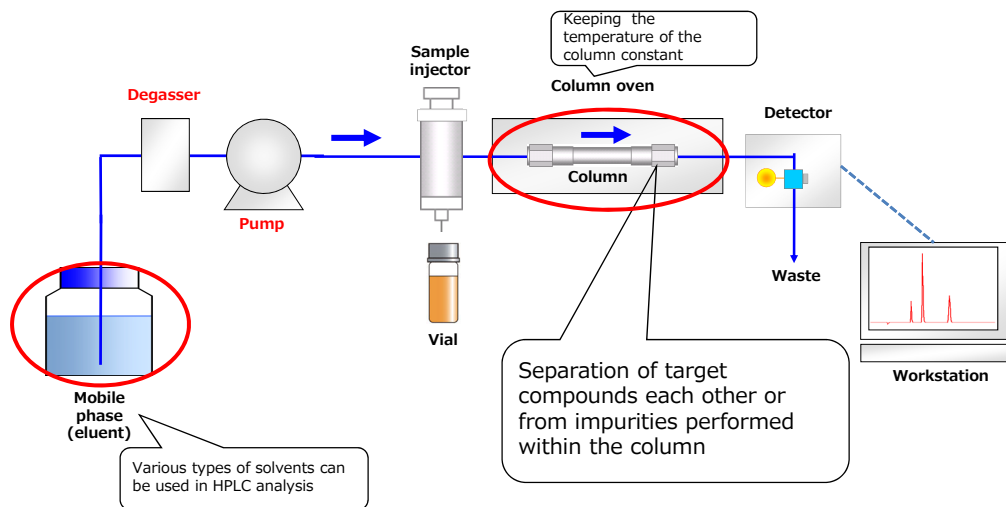 Keeping the
temperature of the
column constant
Sample
injector
Column oven
Degasser
Detector
Column
Pump
Waste
Vial
Mobile
phase
(eluent)
Separation of target
compounds each other or
from impurities performed
within the column
Workstation
Various types of solvents can
be used in HPLC analysis